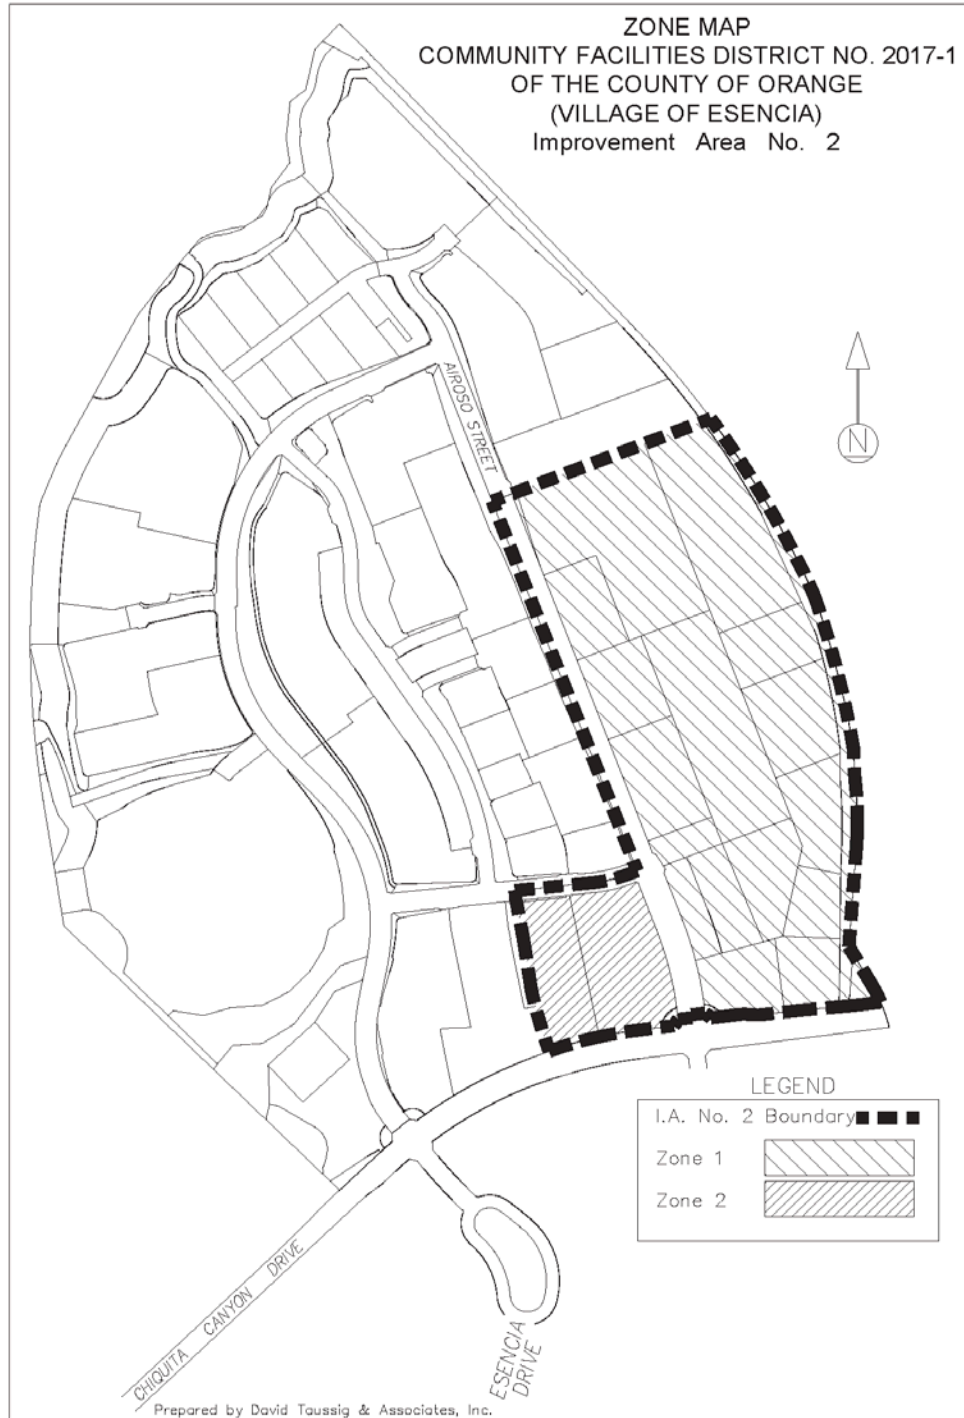 ZONE MAP
COMMUNITY FACILITIES DISTRICT NO. 2017-1
OF THE COUNTY OF ORANGE
(VILLAGE OF ESENCIA)
Improvement Area No. 2
AIROSO STREET
N
LEGEND
I.A. No. 2 Boundary
Zone 1
Zone 2
CHIQUITA CANYON DRIVE
ESENCIA
DRIVE
Prepared by David Taussig & Associates, Inc.